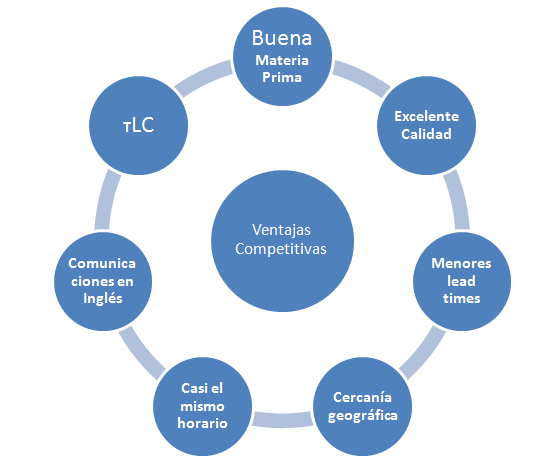 Buena
Materia
Prima
Excelente
Calidad
Menores
lead
times
Cercanía
geográfica
Casi el
mismo
horario
Comunica
ciones en
Inglés
тLC
Ventajas
Competitivas